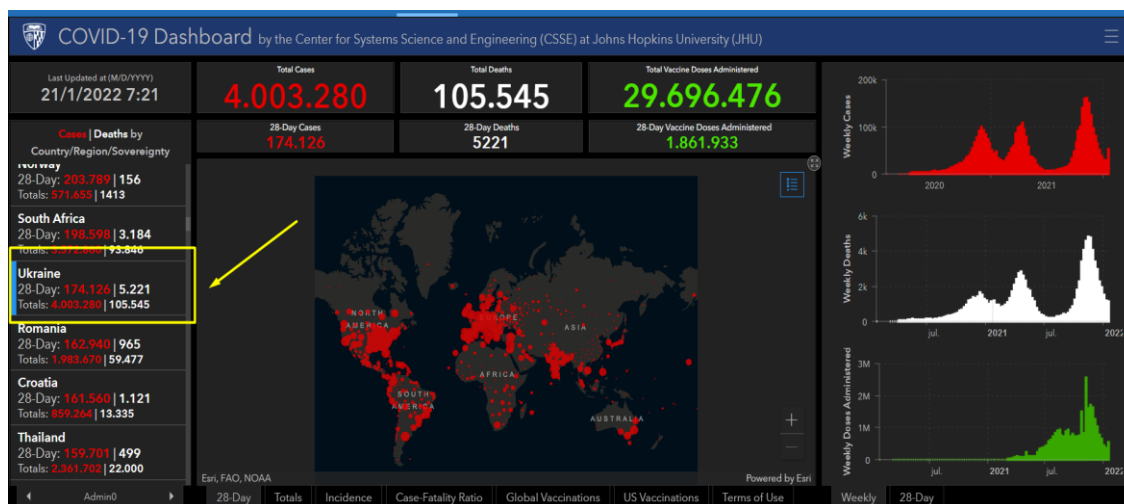 COVID-19 Dashboard by the Center for Systems Science and Engineering (CSSE) at Johns Hopkins University (JHU)
Last Updated at (M/D/YYYY)
21/1/2022 7:21
Cases | Deaths by
Country/Region/Sovereignty
Norway
28-Day: 203.789 | 156
Totals: 571.655 | 1413
South Africa
28-Day: 198.598 | 3.184
Totals: | 93.846
Ukraine
28-Day: 174.126 | 5.221
Totals: 4.003.280 | 105.545
Romania
28-Day: 162.940 | 965
Totals: 1.983.670 | 59.477
Croatia
28-Day: 161.560 | 1.121
Totals: 859.264 | 13.335
Thailand
28-Day: 159.701 | 499
Totals: 2.361.702 | 22.000
Admin0
Total Cases
4.003.280
Total Deaths
105.545
Total Vaccine Doses Administered
29.696.476
28-Day Cases
174.126
28-Day Deaths
5221
28-Day Vaccine Doses Administered
1.861.933
NORTH
AMERICA
EUROPE
ASIA
AFRICA
SOUTH
AMERICA
AUSTRALIA
+
Esri, FAO, NOAA
Powered by Esri
28-Day
Totals
Incidence
Case-Fatality Ratio
Global Vaccinations
US Vaccinations
Terms of Use
Weekly Cases
200k
100k
0
2020
2021
Weekly Deaths
6k
4k
2k
0
jul.
2021
jul.
2022
Weekly Doses Administered
3M
2M
1M
0
jul.
2021
jul.
2022
Weekly
28-Day